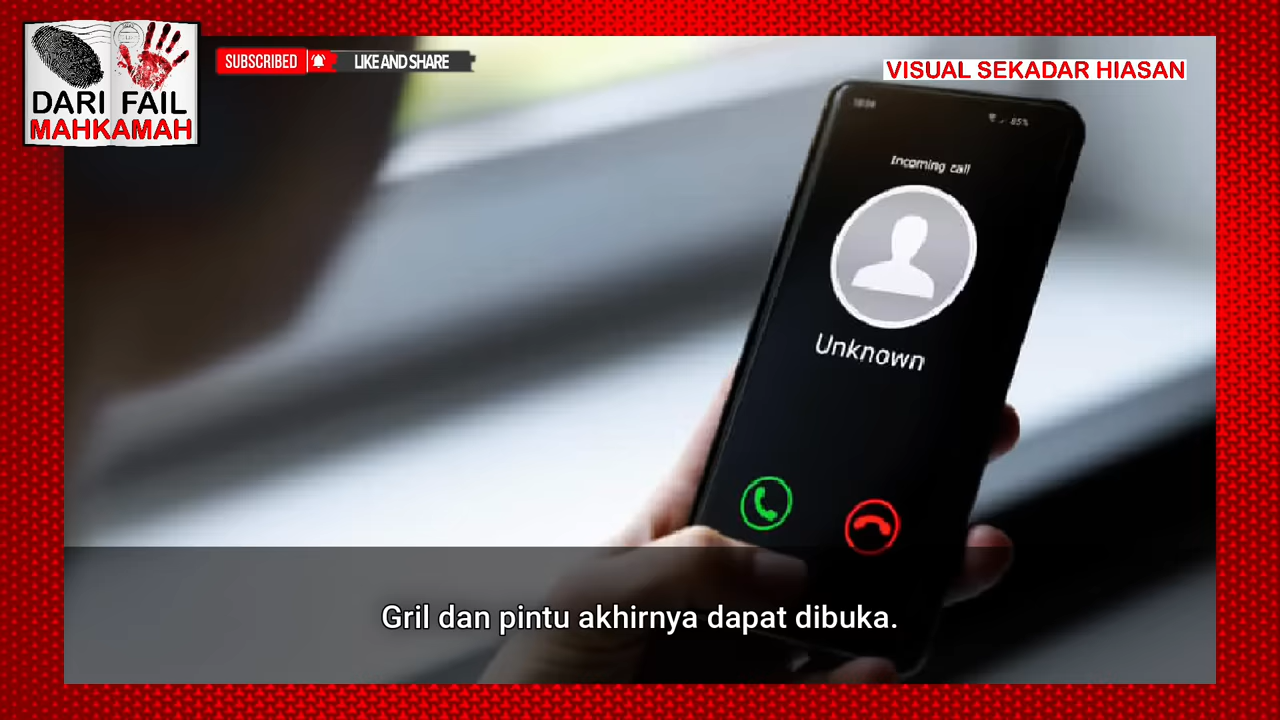 DARI FAIL
MAHKAMAH
SUBSCRIBED
LIKE AND SHARE
VISUAL SEKADAR HIASAN
85%
Incoming call
Unknown
Gril dan pintu akhirnya dapat dibuka.